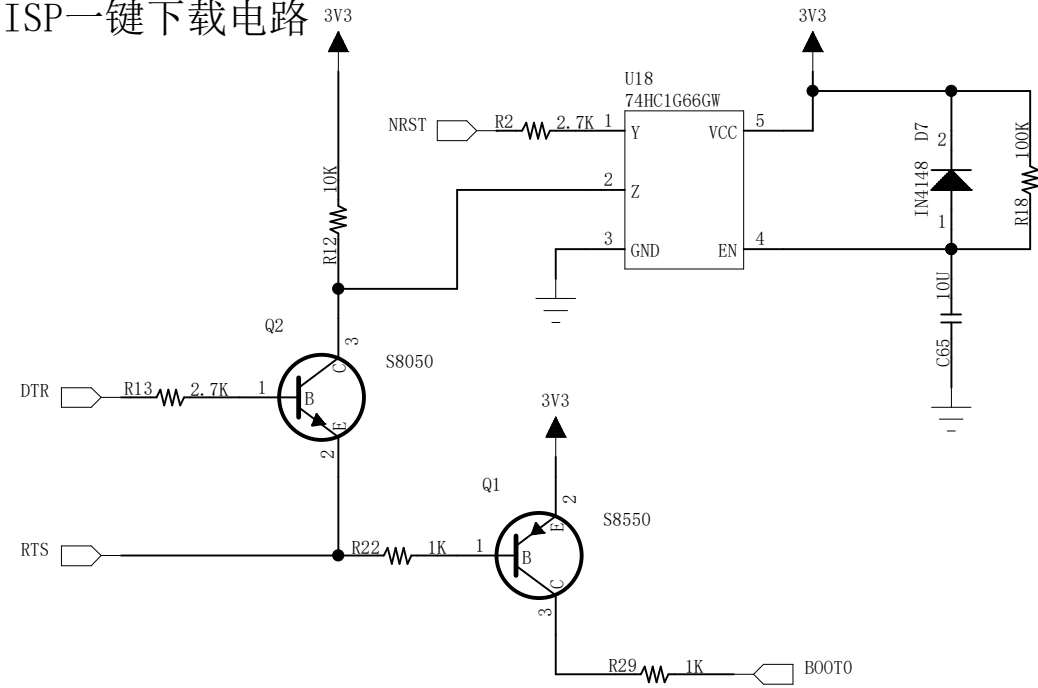 ISP一键下载电路
3V3
3V3
U18
74HC1G66GW
NRST
R2
2.7K
1
Y
VCC
5
D7
2
IN4148
1
100K
R18
2
Z
10K
R12
3
GND
EN
4
10U
C65
Q2
3
C
S8050
DTR
R13
2.7K
1
B
E
2
3V3
Q1
2
E
S8550
RTS
R22
1K
1
B
C
3
R29
1K
BOOT0